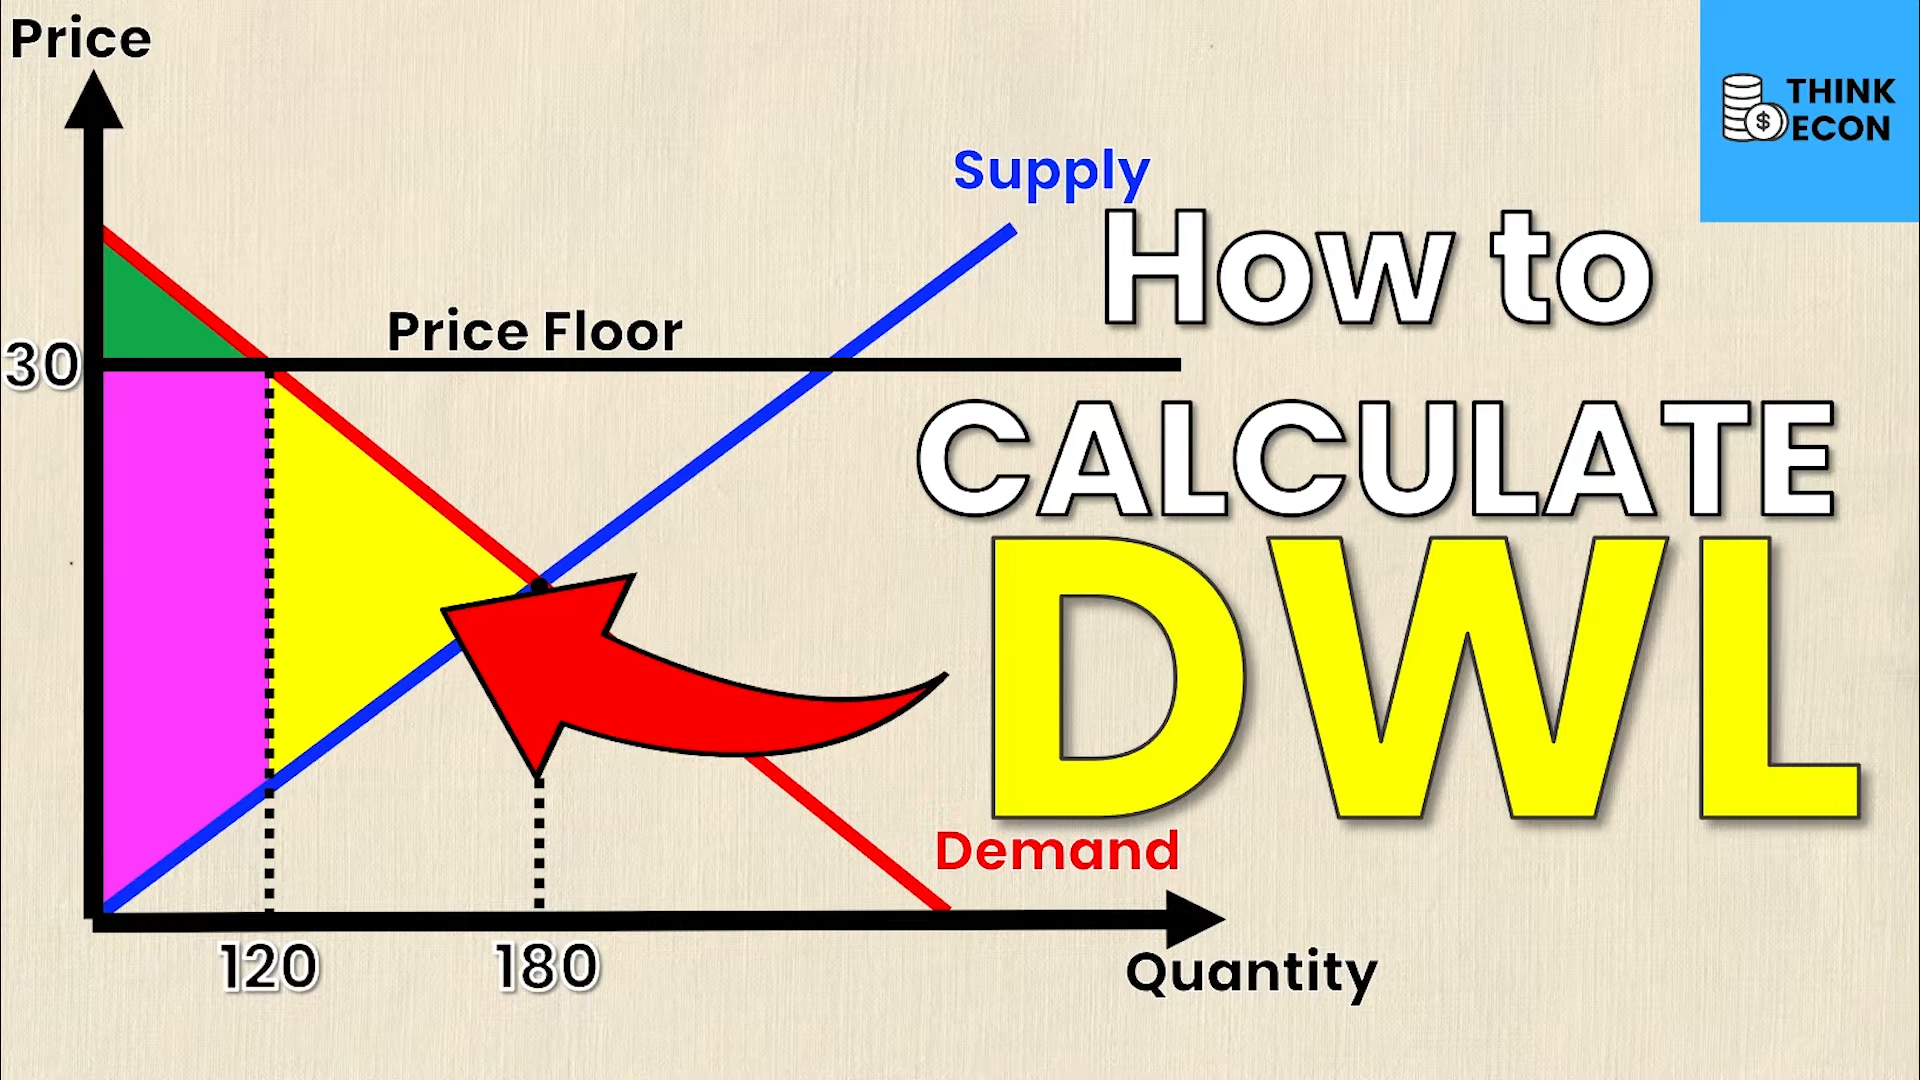 Price
THINK
ECON
$
Supply
How to
Price Floor
30
CALCULATE
DWL
Demand
120
180
Quantity